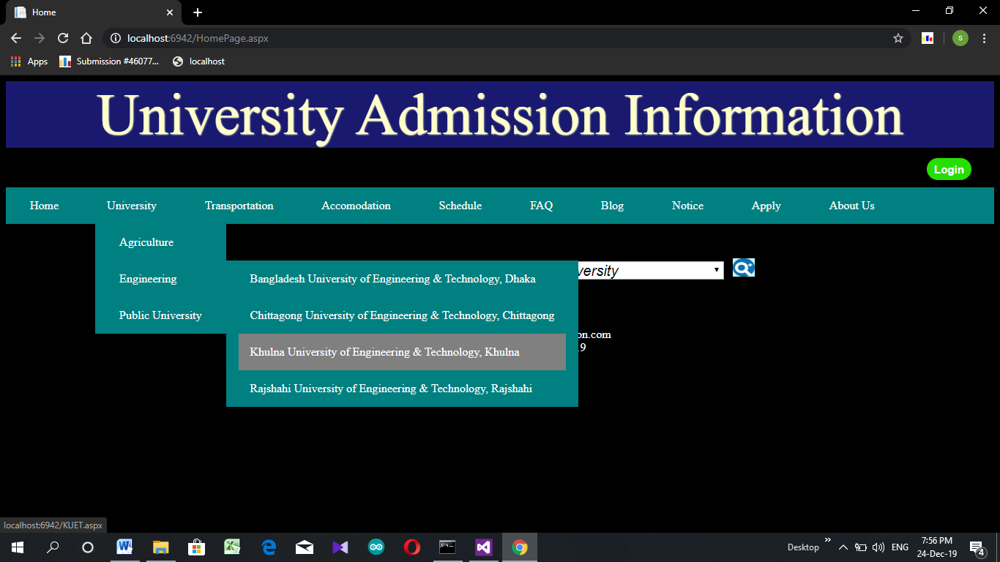 Home
localhost:6942/HomePage.aspx
s
Apps Submission #46077... localhost
University Admission Information
Login
Home University Transportation Accomodation Schedule FAQ Blog Notice Apply About Us
Agriculture
Engineering
Public University
Bangladesh University of Engineering & Technology, Dhaka
Chittagong University of Engineering & Technology, Chittagong
Khulna University of Engineering & Technology, Khulna
Rajshahi University of Engineering & Technology, Rajshahi
versity
on.com
19
localhost:6942/KUET.aspx
Desktop ENG 7:56 PM
24-Dec-19 4